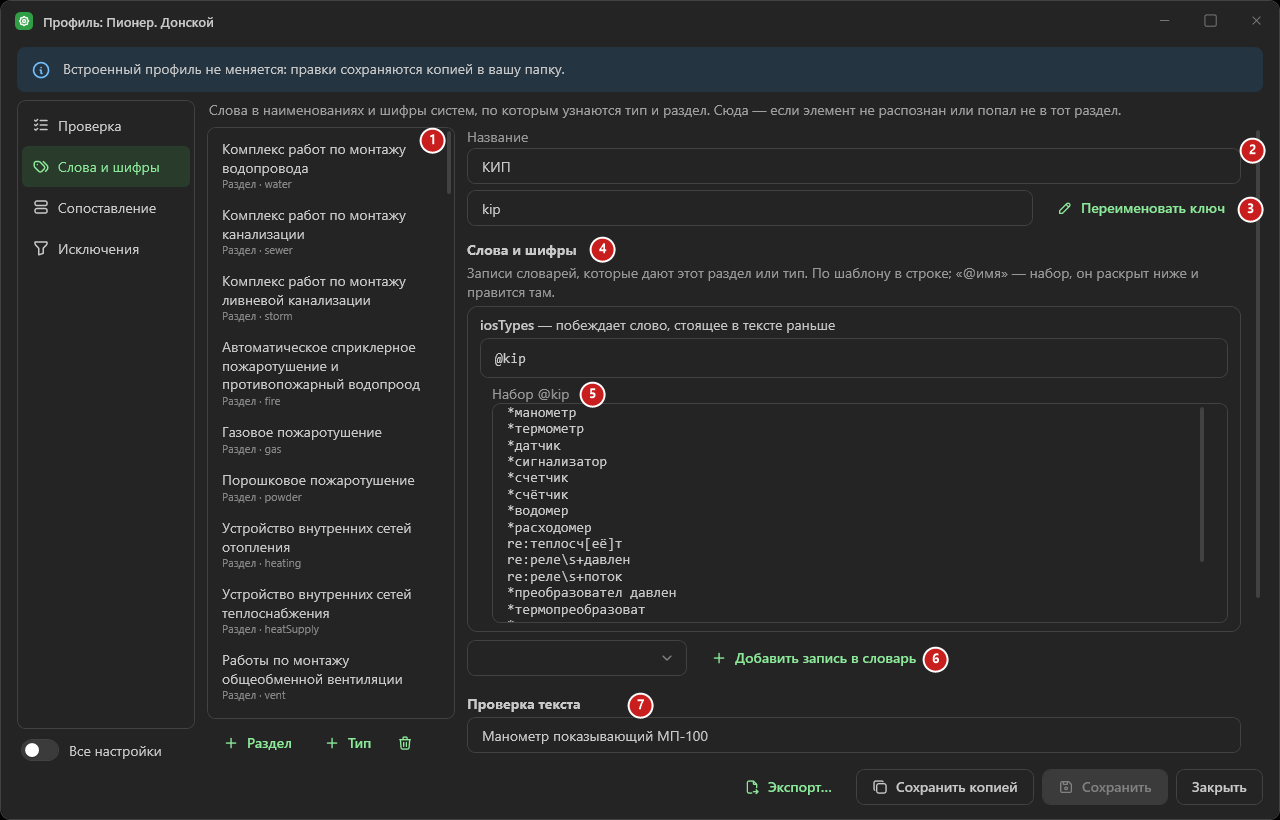 Профиль: Пионер. Донской
Встроенный профиль не меняется: правки сохраняются копией в вашу папку.
Проверка
Слова и шифры
Сопоставление
Исключения
Все настройки
Слова в наименованиях и шифры систем, по которым узнаются тип и раздел. Сюда — если элемент не распознан или попал не в тот раздел.
1
Комплекс работ по монтажу
водопровода
Раздел · water
Комплекс работ по монтажу
канализации
Раздел · sewer
Комплекс работ по монтажу
ливневой канализации
Раздел · storm
Автоматическое сприклерное
пожаротушение и
противопожарный водопроод
Раздел · fire
Газовое пожаротушение
Раздел · gas
Порошковое пожаротушение
Раздел · powder
Устройство внутренних сетей
отопления
Раздел · heating
Устройство внутренних сетей
теплоснабжения
Раздел · heatSupply
Работы по монтажу
общеобменной вентиляции
Раздел · vent
Раздел
Тип
Название
КИП
2
kip
Переименовать ключ
3
Слова и шифры
4
Записи словарей, которые дают этот раздел или тип. По шаблону в строке; «@имя» — набор, он раскрыт ниже и
правится там.
iosTypes — побеждает слово, стоящее в тексте раньше
@kip
Набор @kip
5
*манометр
*термометр
*датчик
*сигнализатор
*счетчик
*счётчик
*водомер
*расходомер
re:теплосч[её]т
re:реле\s+давлен
re:реле\s+поток
*преобразовател давлен
*термопреобразоват
Добавить запись в словарь
6
Проверка текста
7
Манометр показывающий МП-100
Экспорт...
Сохранить копией
Сохранить
Закрыть